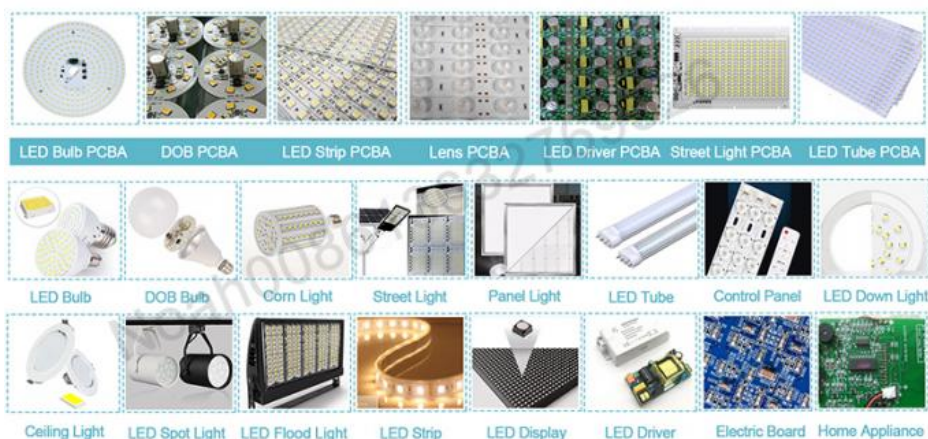 LED Bulb PCBA DOB PCBA LED Strip PCBA Lens PCBA LED Driver PCBA Street Light PCBA LED Tube PCBA
LED Bulb DOB Bulb Corn Light Street Light Panel Light LED Tube Control Panel LED Down Light
Ceiling Light LED Spot Light LED Flood Light LED Strip LED Display LED Driver Electric Board Home Appliance